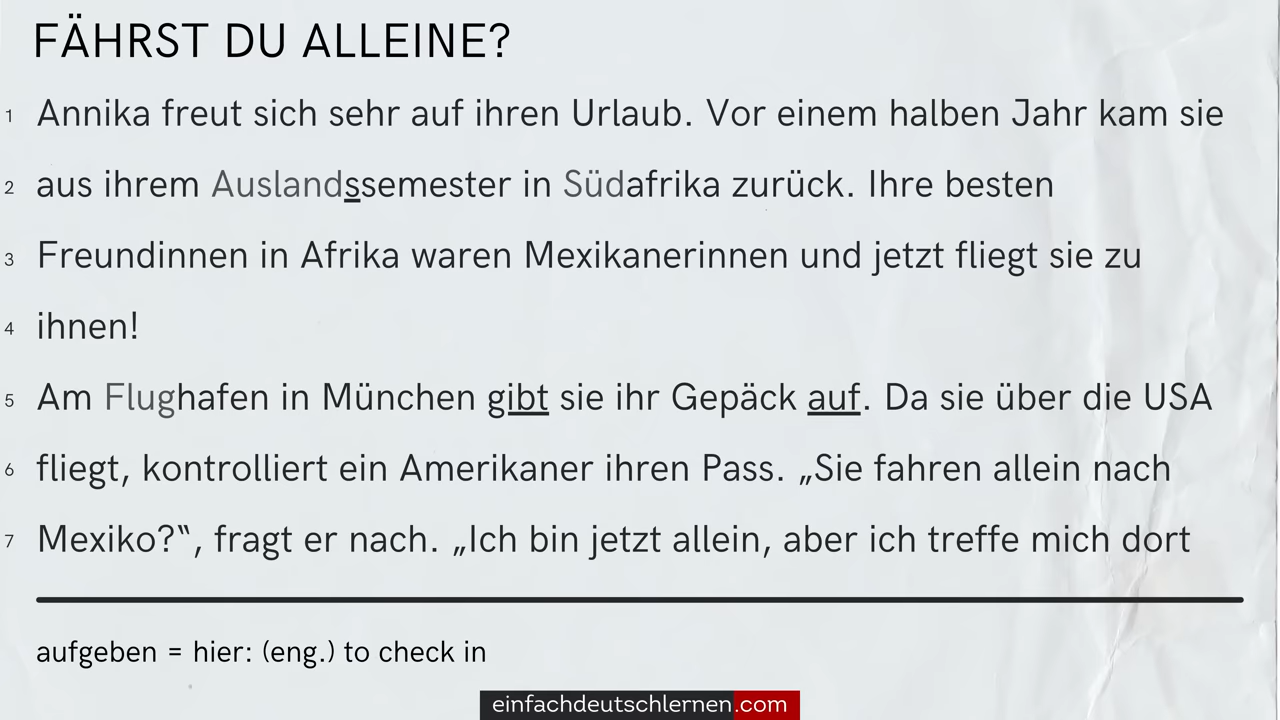 FÄHRST DU ALLEINE?
1 Annika freut sich sehr auf ihren Urlaub. Vor einem halben Jahr kam sie
2 aus ihrem Auslandssemester in Südafrika zurück. Ihre besten
3 Freundinnen in Afrika waren Mexikanerinnen und jetzt fliegt sie zu
4 ihnen!
5 Am Flughafen in München gibt sie ihr Gepäck auf. Da sie über die USA
6 fliegt, kontrolliert ein Amerikaner ihren Pass. „Sie fahren allein nach
7 Mexiko?‟, fragt er nach. „Ich bin jetzt allein, aber ich treffe mich dort
aufgeben = hier: (eng.) to check in
einfachdeutschlernen.com